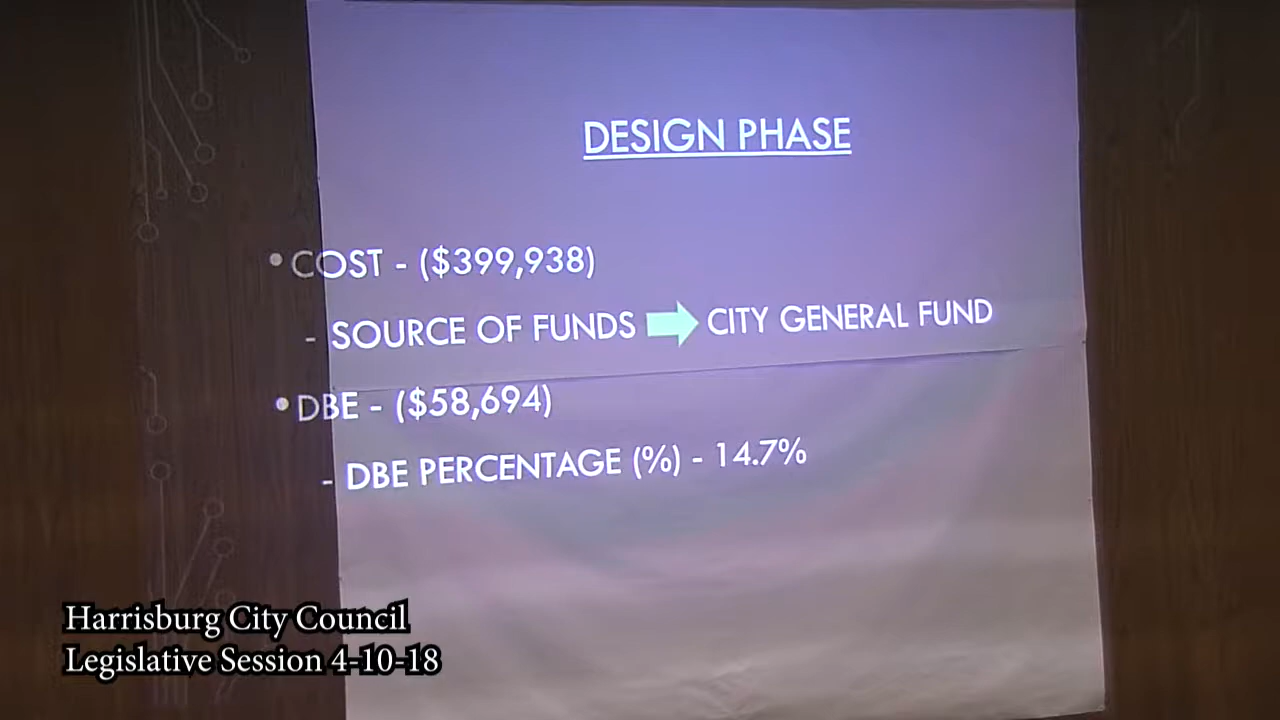 DESIGN PHASE
• COST - ($399,938)
- SOURCE OF FUNDS ➡ CITY GENERAL FUND
• DBE - ($58,694)
- DBE PERCENTAGE (%) - 14.7%
Harrisburg City Council
Legislative Session 4-10-18